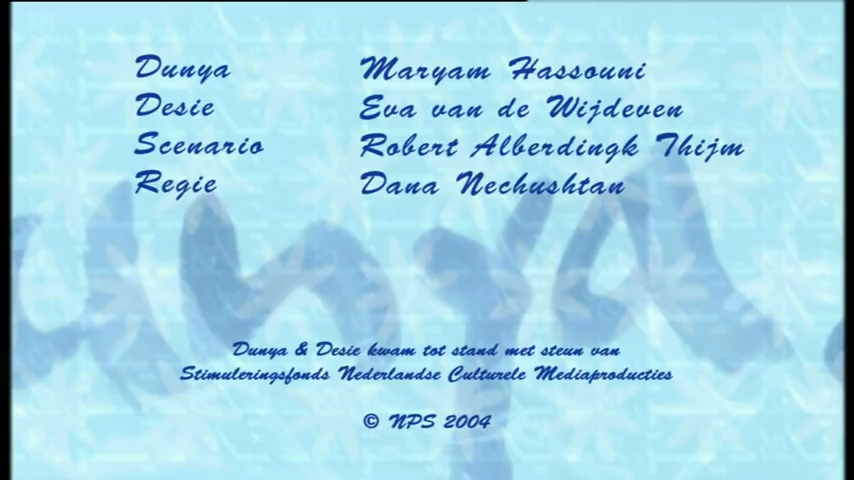 Dunya Maryam Hassouni
Desie Eva van de Wijdeven
Scenario Robert Alberdingk Thijm
Regie Dana Nechushtan
unya
Dunya & Desie kwam tot stand met steun van
Stimuleringsfonds Nederlandse Culturele Mediaproducties
© NPS 2004